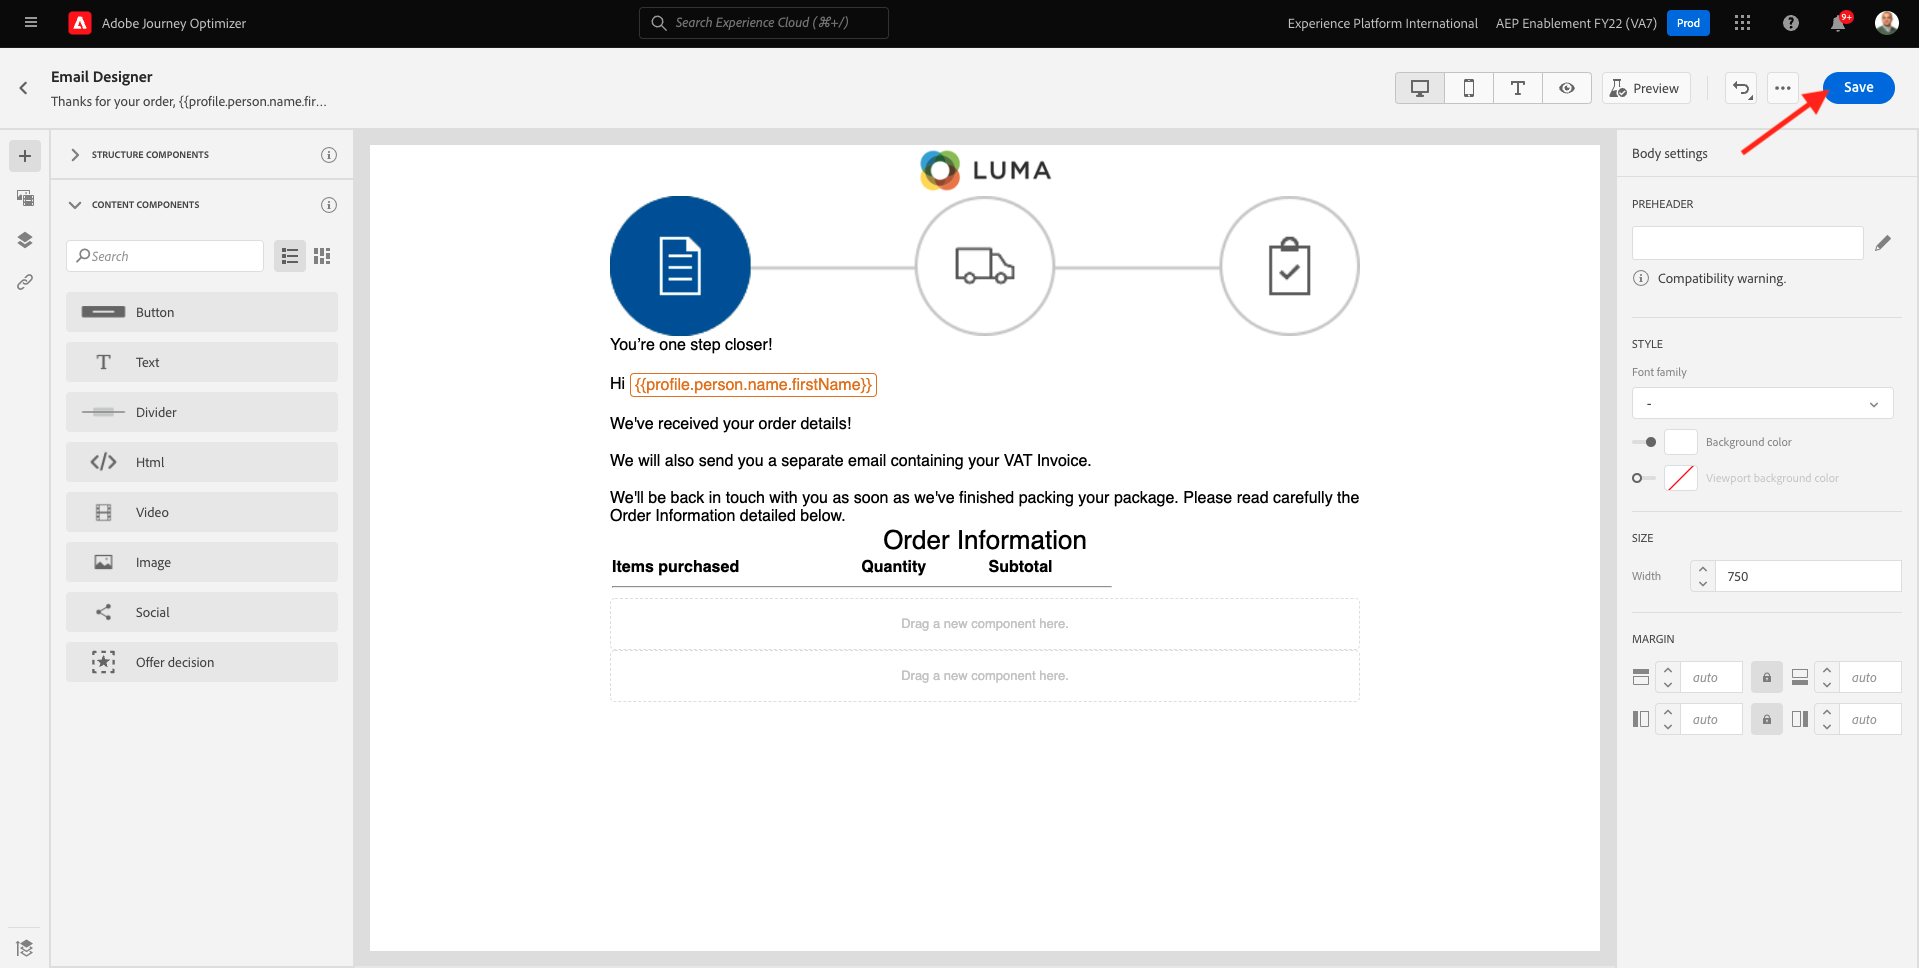 Adobe Journey Optimizer
Search Experience Cloud (⌘+/)
Experience Platform International
AEP Enablement FY22 (VA7)
Prod
9+
Email Designer
Thanks for your order, {{profile.person.name.fir...
Preview
Save
STRUCTURE COMPONENTS
CONTENT COMPONENTS
Search
Button
Text
Divider
Html
Video
Image
Social
Offer decision
LUMA
You're one step closer!
Hi {{profile.person.name.firstName}}
We've received your order details!
We will also send you a separate email containing your VAT Invoice.
We'll be back in touch with you as soon as we've finished packing your package. Please read carefully the
Order Information detailed below.
Order Information
Items purchased Quantity Subtotal
Drag a new component here.
Drag a new component here.
Body settings
PREHEADER
Compatibility warning.
STYLE
Font family
-
Background color
Viewport background color
SIZE
Width 750
MARGIN
auto auto
auto auto